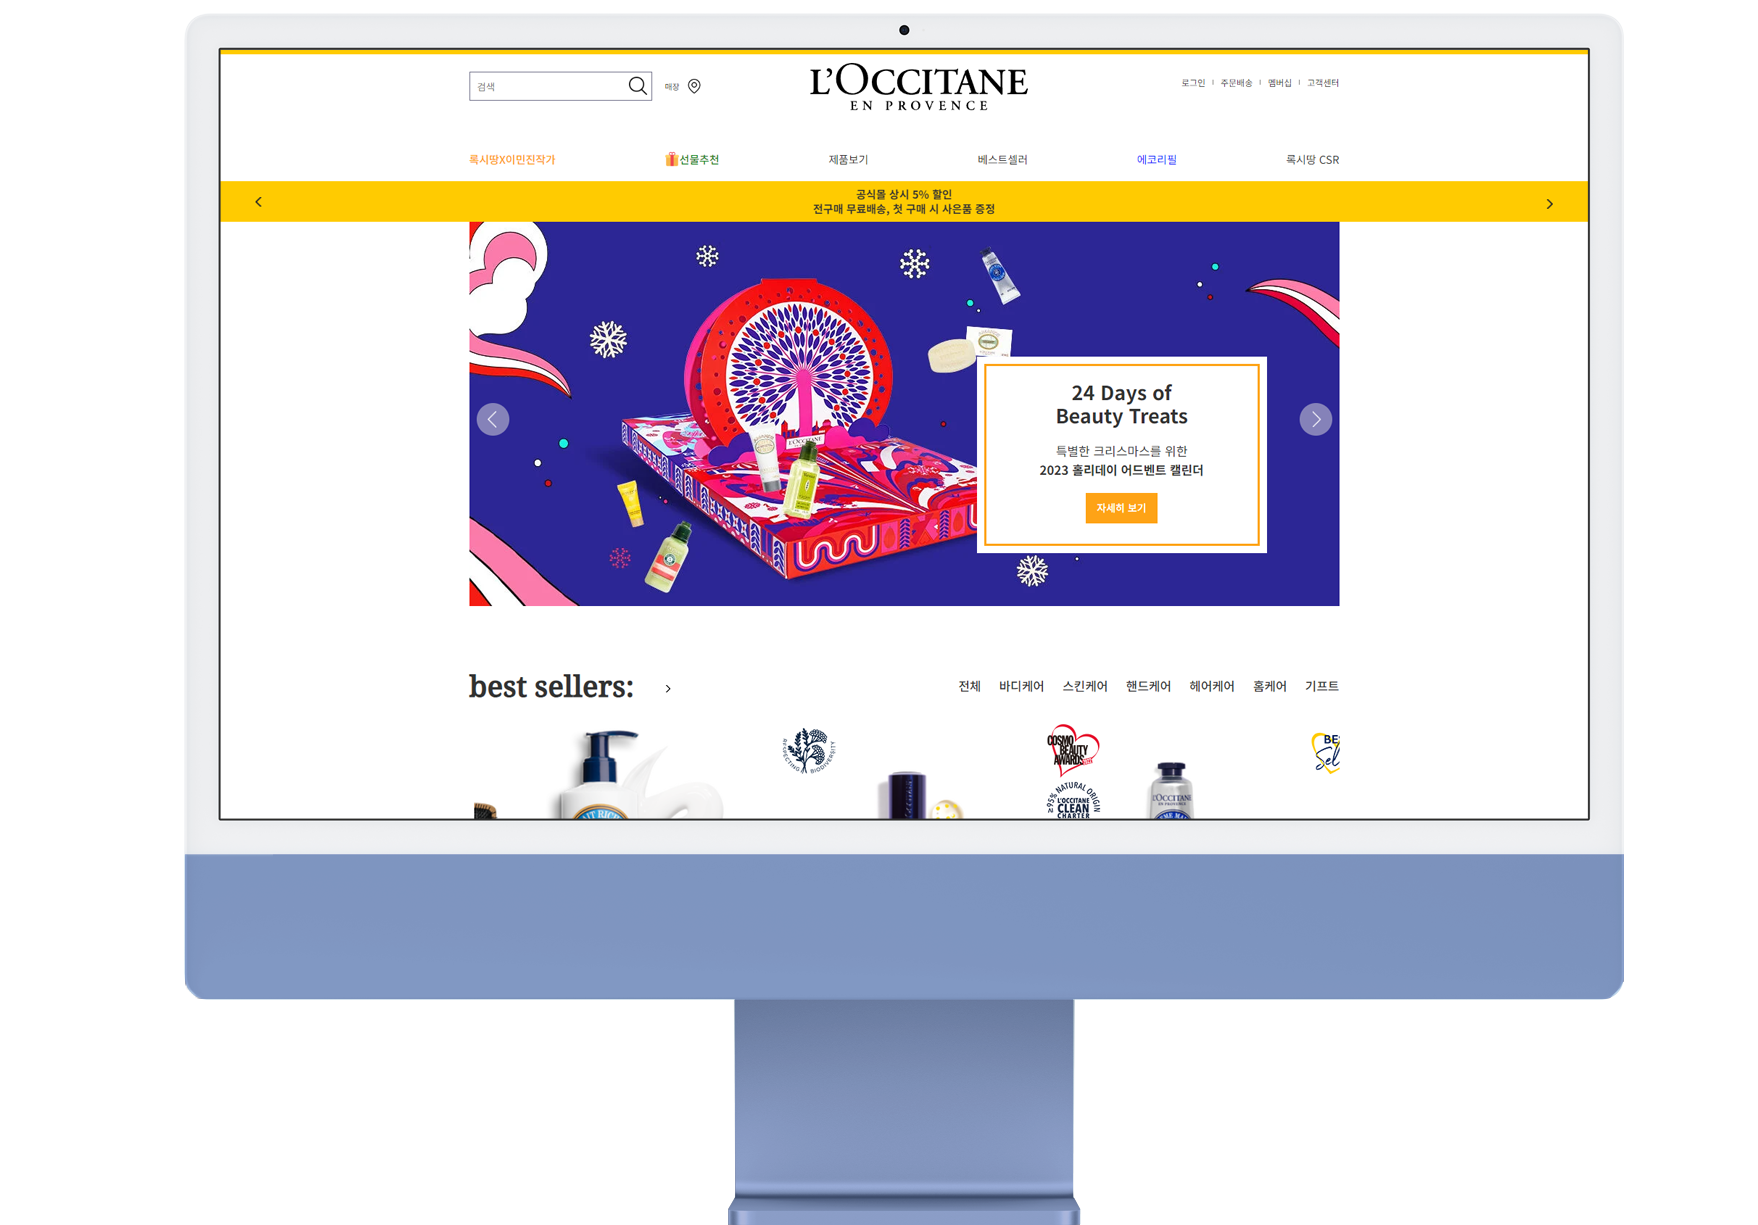 검색
매장
L'OCCITANE
EN PROVENCE
로그인 | 주문배송 | 멤버십 | 고객센터
록시땅X이민진작가
선물추천
제품보기
베스트셀러
에코리필
록시땅 CSR
공식몰 상시 5% 할인
전구매 무료배송, 첫 구매 시 사은품 증정
L'OCCITANE
24 Days of
Beauty Treats
특별한 크리스마스를 위한
2023 홀리데이 어드벤트 캘린더
자세히 보기
best sellers:
전체 바디케어 스킨케어 핸드케어 헤어케어 홈케어 기프트
RESPECTING BIODIVERSITY
COSMO
BEAUTY
AWARDS
≥95% NATURAL ORIGIN
L'OCCITANE
CLEAN
CHARTER
L'OCCITANE
EN PROVENCE
BE
Sel